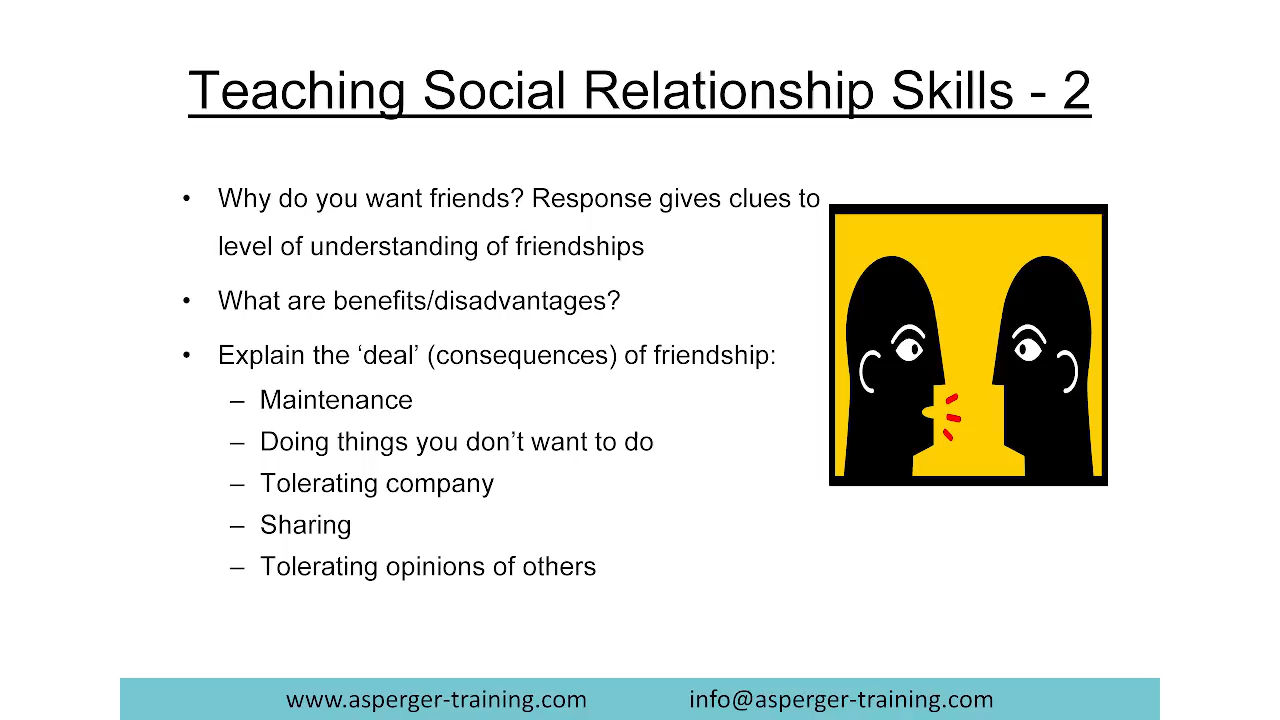 Teaching Social Relationship Skills - 2
• Why do you want friends? Response gives clues to
level of understanding of friendships
• What are benefits/disadvantages?
• Explain the ‘deal’ (consequences) of friendship:
– Maintenance
– Doing things you don’t want to do
– Tolerating company
– Sharing
– Tolerating opinions of others
www.asperger-training.com info@asperger-training.com